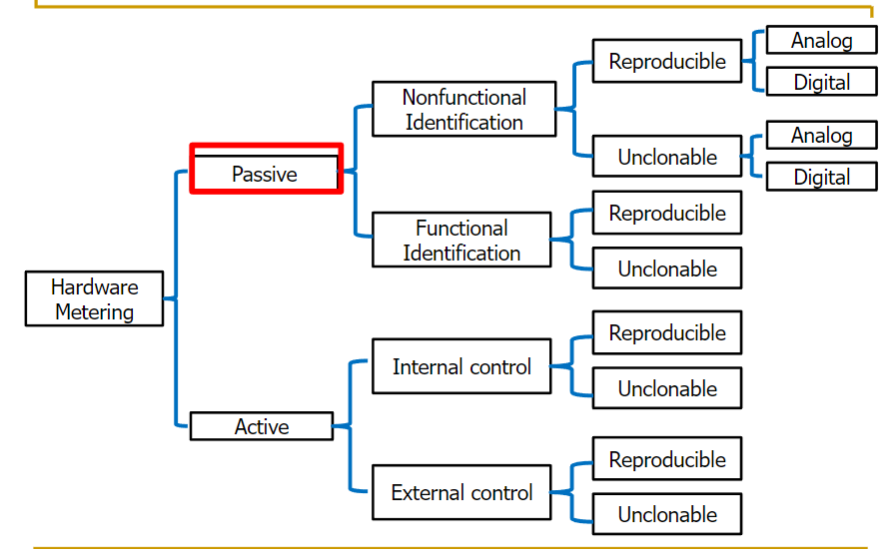 Hardware
Metering
Passive
Nonfunctional
Identification
Reproducible
Analog
Digital
Unclonable
Analog
Digital
Functional
Identification
Reproducible
Unclonable
Active
Internal control
Reproducible
Unclonable
External control
Reproducible
Unclonable